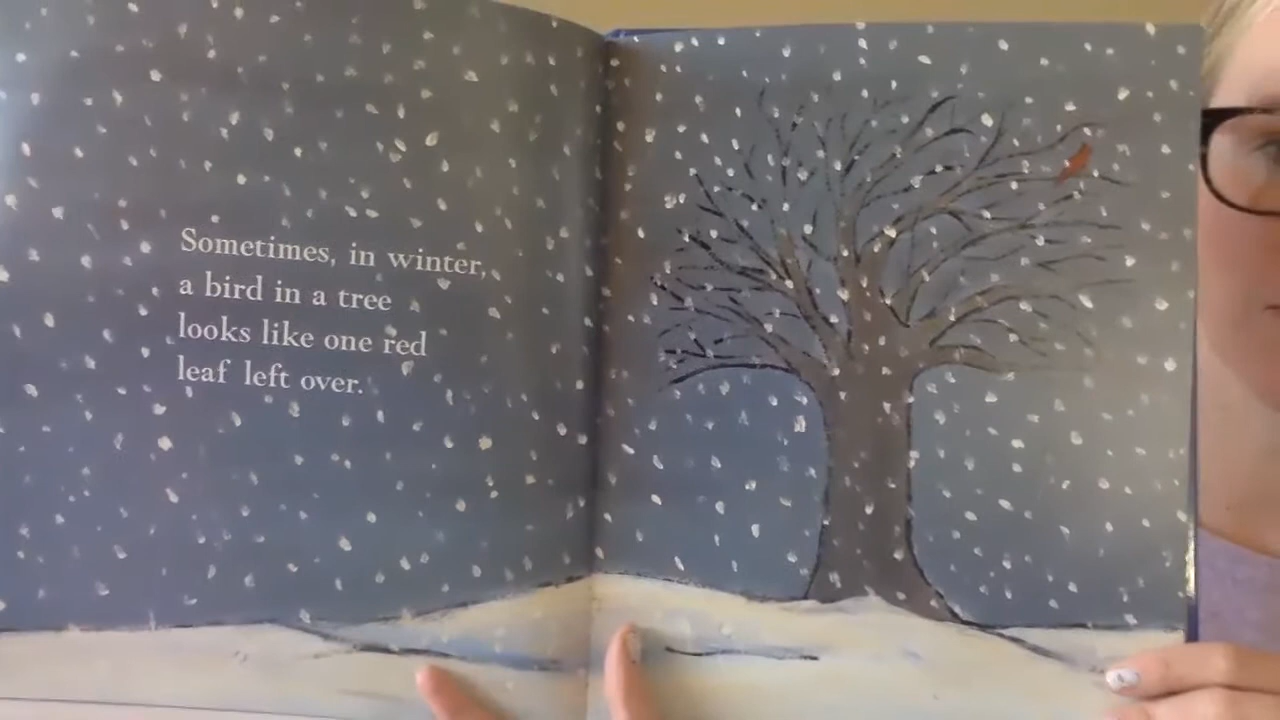 Sometimes, in winter,
a bird in a tree
looks like one red
leaf left over.